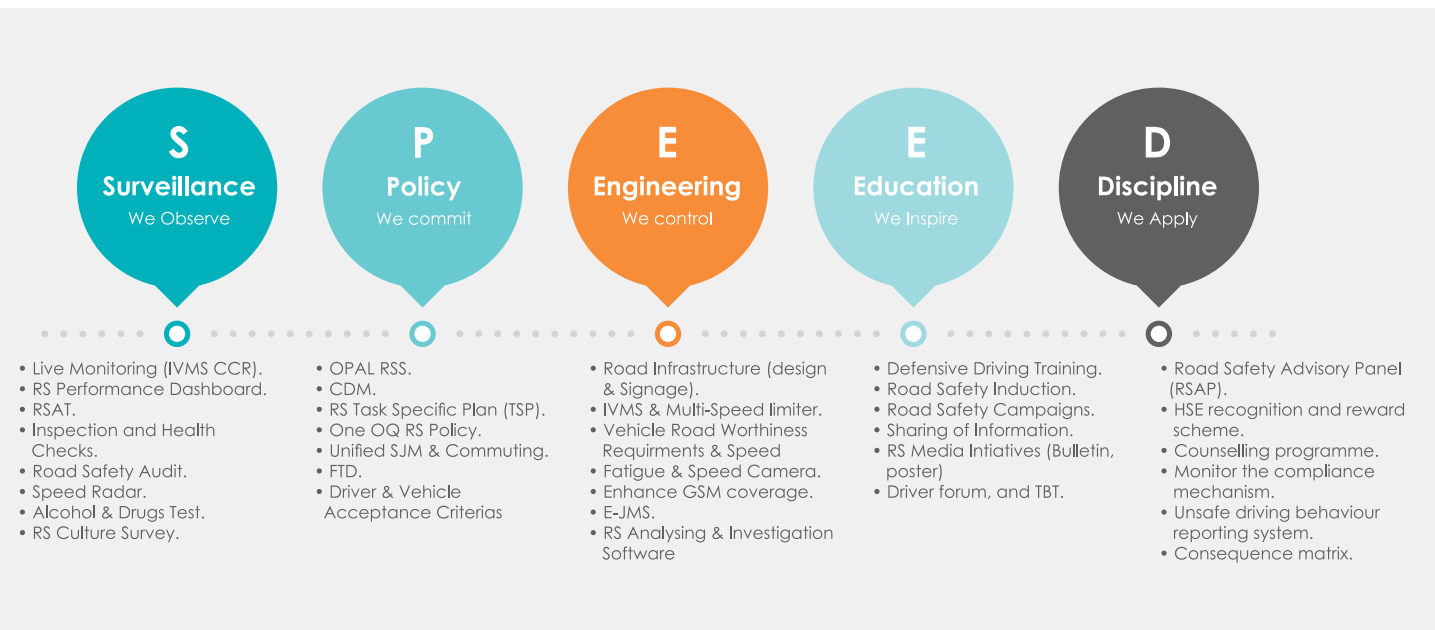 S
Surveillance
We Observe
P
Policy
We commit
E
Engineering
We control
E
Education
We Inspire
D
Discipline
We Apply
• Live Monitoring (IVMS CCR).
• RS Performance Dashboard.
• RSAT.
• Inspection and Health
Checks.
• Road Safety Audit.
• Speed Radar.
• Alcohol & Drugs Test.
• RS Culture Survey.
• OPAL RSS.
• CDM.
• RS Task Specific Plan (TSP).
• One OQ RS Policy.
• Unified SJM & Commuting.
• FTD.
• Driver & Vehicle
Acceptance Criterias
• Road Infrastructure (design
& Signage).
• IVMS & Multi-Speed limiter.
• Vehicle Road Worthiness
Requirments & Speed
• Fatigue & Speed Camera.
• Enhance GSM coverage.
• E-JMS.
• RS Analysing & Investigation
Software
• Defensive Driving Training.
• Road Safety Induction.
• Road Safety Campaigns.
• Sharing of Information.
• RS Media Intiatives (Bulletin,
poster)
• Driver forum, and TBT.
• Road Safety Advisory Panel
(RSAP).
• HSE recognition and reward
scheme.
• Counselling programme.
• Monitor the compliance
mechanism.
• Unsafe driving behaviour
reporting system.
• Consequence matrix.